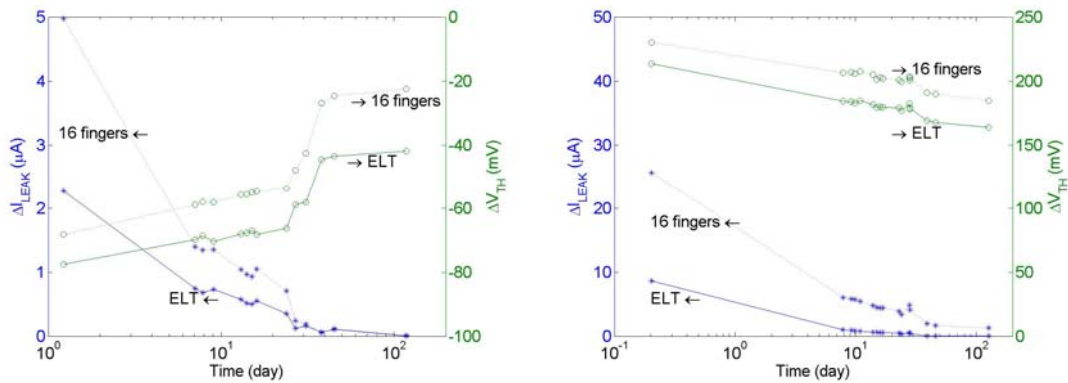 5
4
3
2
1
0
ΔI_LEAK (μA)
0
-20
-40
-60
-80
-100
ΔV_TH (mV)
→ 16 fingers
16 fingers ←
→ ELT
ELT ←
10^0
10^1
10^2
Time (day)
50
40
30
20
10
0
ΔI_LEAK (μA)
250
200
150
100
50
0
ΔV_TH (mV)
→ 16 fingers
→ ELT
16 fingers ←
ELT ←
10^-1
10^0
10^1
10^2
Time (day)